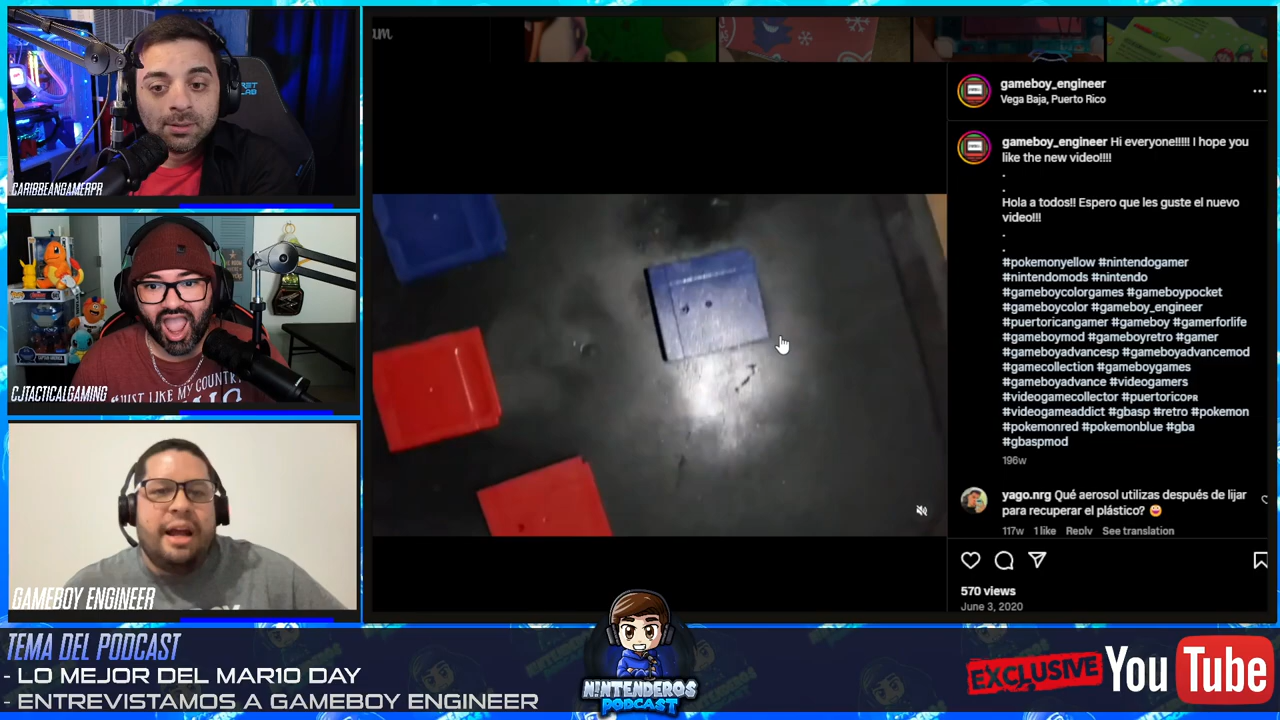 CARIBBEANGAMERPR
"JUST LIKE MY COUNTRY
CJTACTICALGAMING
GAMEBOY ENGINEER
gameboy_engineer
Vega Baja, Puerto Rico
gameboy_engineer Hi everyone!!!!! I hope you
like the new video!!!!
.
.
Hola a todos!! Espero que les guste el nuevo
video!!!
.
.
#pokemonyellow #nintendogamer
#nintendomods #nintendo
#gameboycolorgames #gameboypocket
#gameboycolor #gameboy_engineer
#puertoricangamer #gameboy #gamerforlife
#gameboymod #gameboyretro #gamer
#gameboyadvancesp #gameboyadvancemod
#gamecollection #gameboygames
#gameboyadvance #videogamers
#videogamecollector #puertoricoPR
#videogameaddict #gbasp #retro #pokemon
#pokemonred #pokemonblue #gba
#gbaspmod
196w
yago.nrg Qué aerosol utilizas después de lijar
para recuperar el plástico? 😀
117w 1 like Reply See translation
570 views
June 3, 2020
TEMA DEL PODCAST
- LO MEJOR DEL MAR10 DAY
- ENTREVISTAMOS A GAMEBOY ENGINEER
NINTENDEROS
PODCAST
EXCLUSIVE YouTube